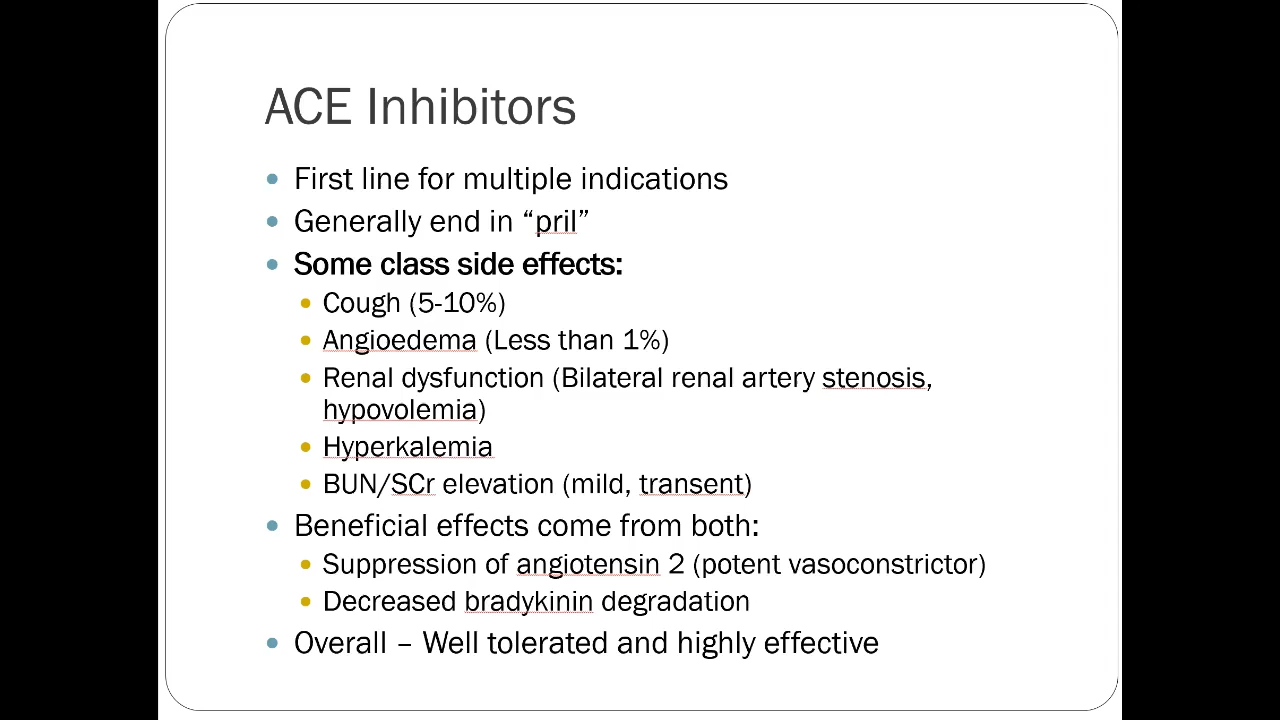 ACE Inhibitors
First line for multiple indications
Generally end in “pril”
Some class side effects:
Cough (5-10%)
Angioedema (Less than 1%)
Renal dysfunction (Bilateral renal artery stenosis,
hypovolemia)
Hyperkalemia
BUN/SCr elevation (mild, transent)
Beneficial effects come from both:
Suppression of angiotensin 2 (potent vasoconstrictor)
Decreased bradykinin degradation
Overall – Well tolerated and highly effective